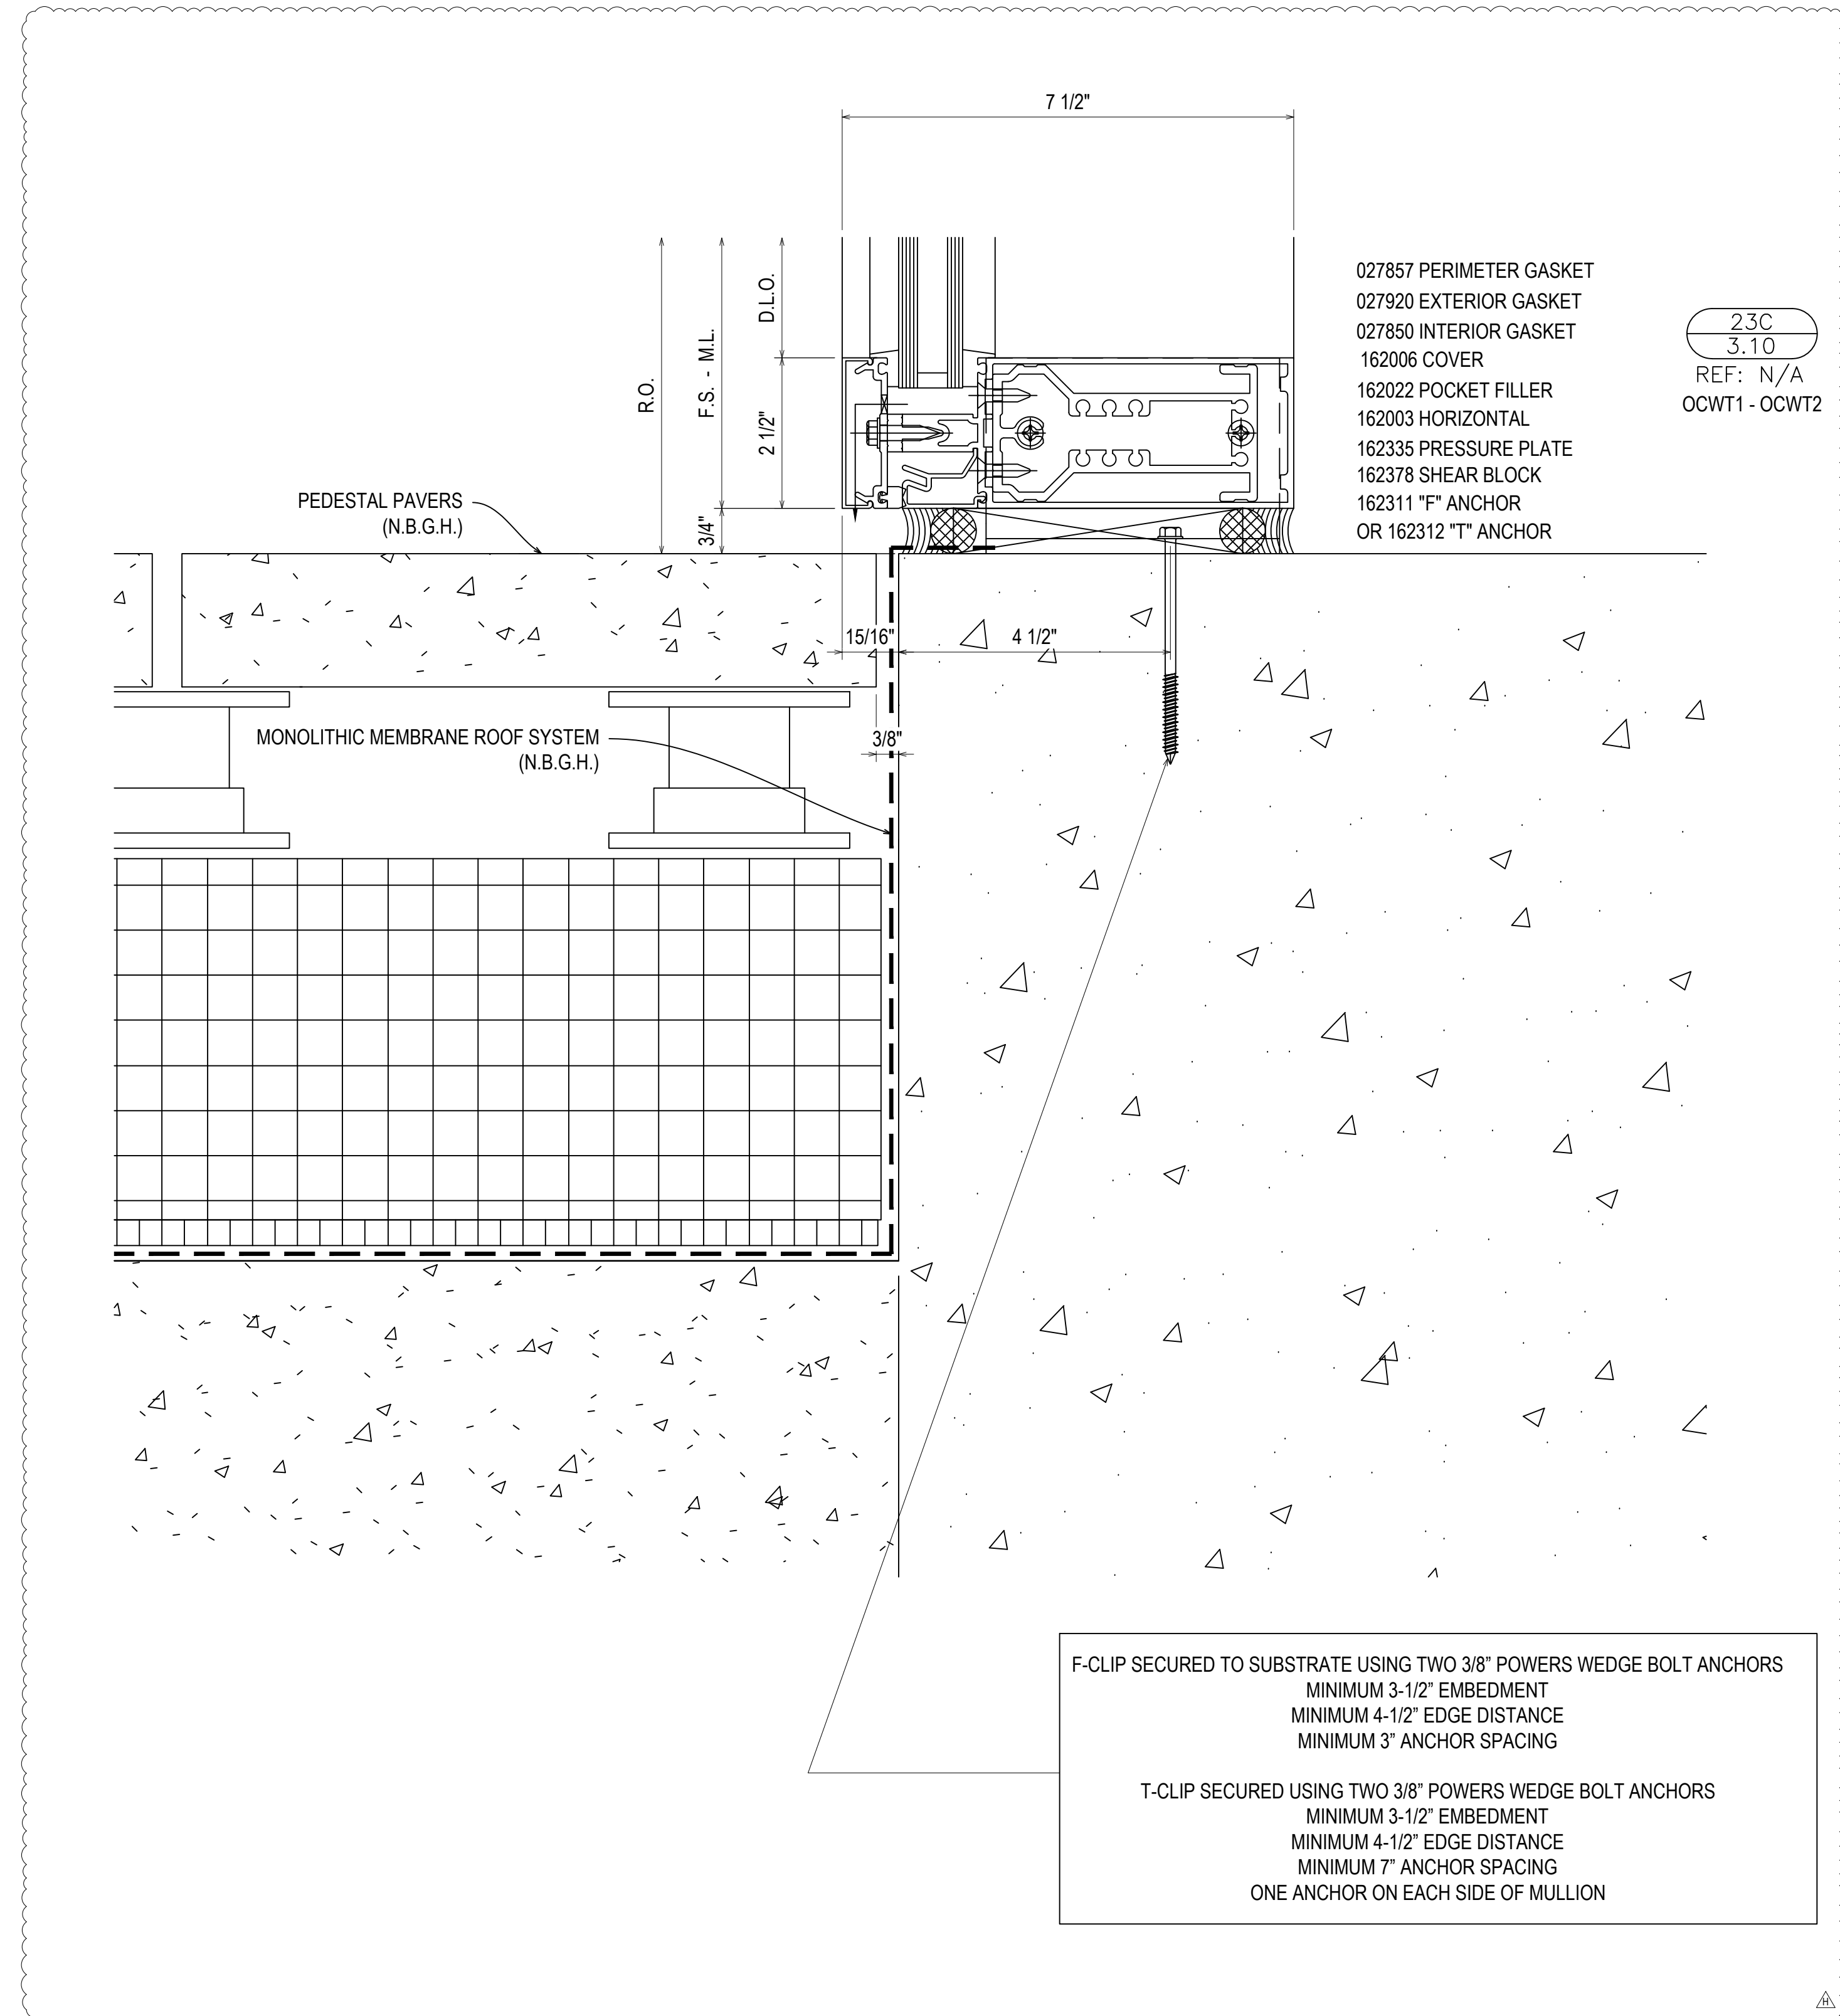 7 1/2"
R.O.
F.S. - M.L.
D.L.O.
2 1/2"
3/4"
027857 PERIMETER GASKET
027920 EXTERIOR GASKET
027850 INTERIOR GASKET
162006 COVER
162022 POCKET FILLER
162003 HORIZONTAL
162335 PRESSURE PLATE
162378 SHEAR BLOCK
162311 "F" ANCHOR
OR 162312 "T" ANCHOR
23C
3.10
REF: N/A
OCWT1 - OCWT2
PEDESTAL PAVERS
(N.B.G.H.)
15/16"
4 1/2"
MONOLITHIC MEMBRANE ROOF SYSTEM
(N.B.G.H.)
3/8"
F-CLIP SECURED TO SUBSTRATE USING TWO 3/8” POWERS WEDGE BOLT ANCHORS
MINIMUM 3-1/2” EMBEDMENT
MINIMUM 4-1/2” EDGE DISTANCE
MINIMUM 3” ANCHOR SPACING
T-CLIP SECURED USING TWO 3/8” POWERS WEDGE BOLT ANCHORS
MINIMUM 3-1/2” EMBEDMENT
MINIMUM 4-1/2” EDGE DISTANCE
MINIMUM 7” ANCHOR SPACING
ONE ANCHOR ON EACH SIDE OF MULLION
H